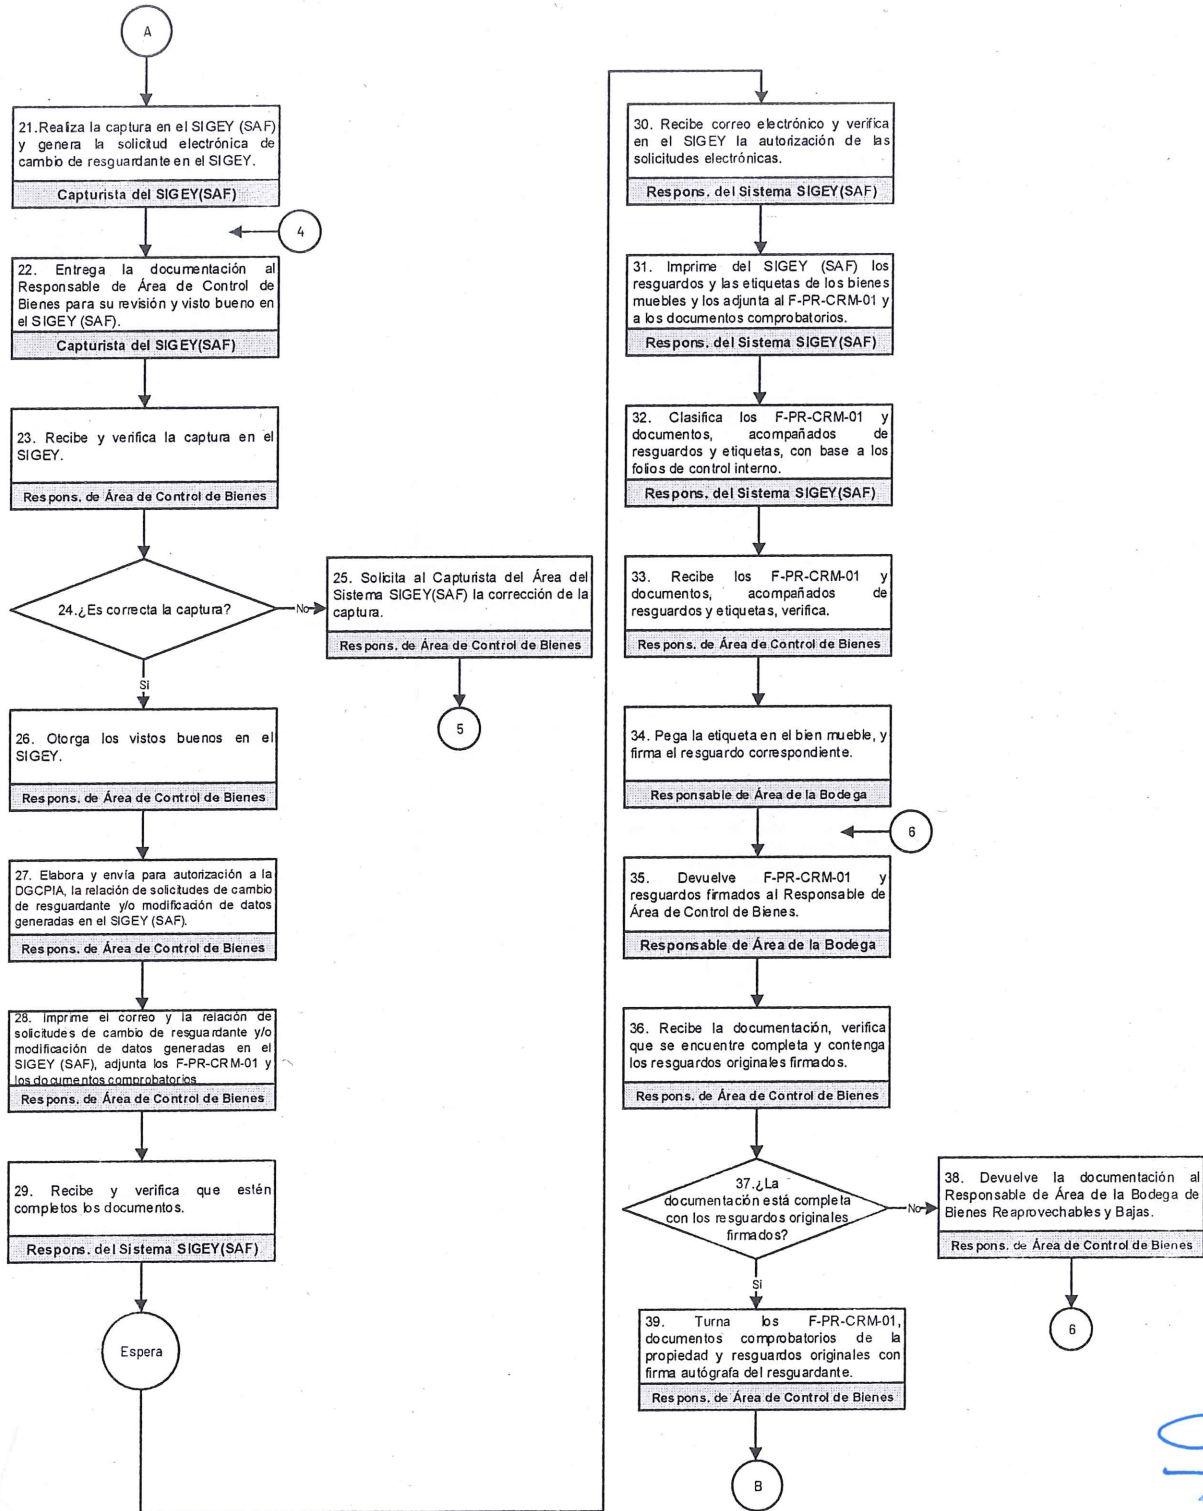 A
21.Realiza la captura en el SIGEY (SAF)
y genera la solicitud electrónica de
cambio de resguardante en el SIGEY.
Capturista del SIGEY(SAF)
4
22. Entrega la documentación al
Responsable de Área de Control de
Bienes para su revisión y visto bueno en
el SIGEY (SAF).
Capturista del SIGEY(SAF)
23. Recibe y verifica la captura en el
SIGEY.
Respons. de Área de Control de Bienes
24.¿Es correcta la captura?
No
25. Solicita al Capturista del Área del
Sistema SIGEY(SAF) la corrección de la
captura.
Respons. de Área de Control de Bienes
5
Si
26. Otorga los vistos buenos en el
SIGEY.
Respons. de Área de Control de Bienes
27. Elabora y envía para autorización a la
DGCPIA, la relación de solicitudes de cambio
de resguardante y/o modificación de datos
generadas en el SIGEY (SAF).
Respons. de Área de Control de Bienes
28. Imprime el correo y la relación de
solicitudes de cambio de resguardante y/o
modificación de datos generadas en el
SIGEY (SAF), adjunta los F-PR-CRM-01 y
los documentos comprobatorios
Respons. de Área de Control de Bienes
29. Recibe y verifica que estén
completos los documentos.
Respons. del Sistema SIGEY(SAF)
Espera
30. Recibe correo electrónico y verifica
en el SIGEY la autorización de las
solicitudes electrónicas.
Respons. del Sistema SIGEY(SAF)
31. Imprime del SIGEY (SAF) los
resguardos y las etiquetas de los bienes
muebles y los adjunta al F-PR-CRM-01 y
a los documentos comprobatorios.
Respons. del Sistema SIGEY(SAF)
32. Clasifica los F-PR-CRM-01 y
documentos, acompañados de
resguardos y etiquetas, con base a los
folios de control interno.
Respons. del Sistema SIGEY(SAF)
33. Recibe los F-PR-CRM-01 y
documentos, acompañados de
resguardos y etiquetas, verifica.
Respons. de Área de Control de Bienes
34. Pega la etiqueta en el bien mueble, y
firma el resguardo correspondiente.
Responsable de Área de la Bodega
6
35. Devuelve F-PR-CRM-01 y
resguardos firmados al Responsable de
Área de Control de Bienes.
Responsable de Área de la Bodega
36. Recibe la documentación, verifica
que se encuentre completa y contenga
los resguardos originales firmados.
Respons. de Área de Control de Bienes
37.¿La
documentación está completa
con los resguardos originales
firmados?
No
38. Devuelve la documentación al
Responsable de Área de la Bodega de
Bienes Reaprovechables y Bajas.
Respons. de Área de Control de Bienes
6
Si
39. Turna los F-PR-CRM-01,
documentos comprobatorios de la
propiedad y resguardos originales con
firma autógrafa del resguardante.
Respons. de Área de Control de Bienes
B